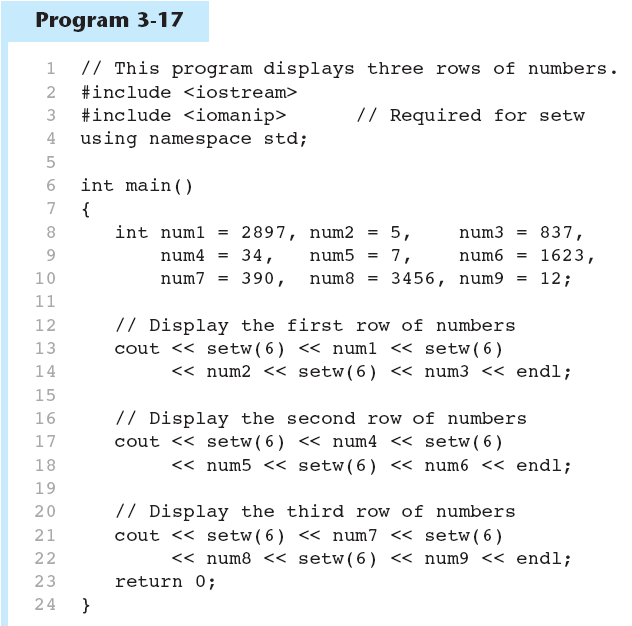 Program 3-17
1 // This program displays three rows of numbers.
2 #include <iostream>
3 #include <iomanip>      // Required for setw
4 using namespace std;
5
6 int main()
7 {
8    int num1 = 2897, num2 = 5,    num3 = 837,
9        num4 = 34,   num5 = 7,    num6 = 1623,
10        num7 = 390,  num8 = 3456, num9 = 12;
11
12    // Display the first row of numbers
13    cout << setw(6) << num1 << setw(6)
14         << num2 << setw(6) << num3 << endl;
15
16    // Display the second row of numbers
17    cout << setw(6) << num4 << setw(6)
18         << num5 << setw(6) << num6 << endl;
19
20    // Display the third row of numbers
21    cout << setw(6) << num7 << setw(6)
22         << num8 << setw(6) << num9 << endl;
23    return 0;
24 }